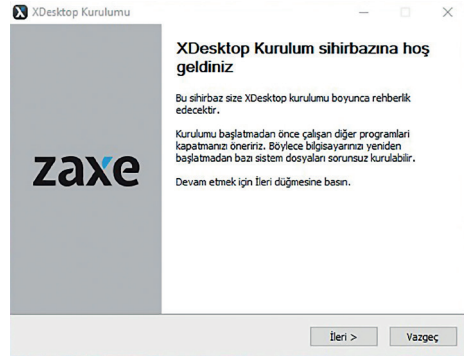 XDesktop Kurulumu
XDesktop Kurulum sihirbazına hoş
geldiniz
Bu sihirbaz size XDesktop kurulumu boyunca rehberlik
edecektir.
Kurulumu başlatmadan önce çalışan diğer programlari
kapatmanızı öneririz. Böylece bilgisayarınızı yeniden
başlatmadan bazı sistem dosyaları sorunsuz kurulabilir.
Devam etmek için İleri düğmesine basın.
zaxe
İleri >
Vazgeç